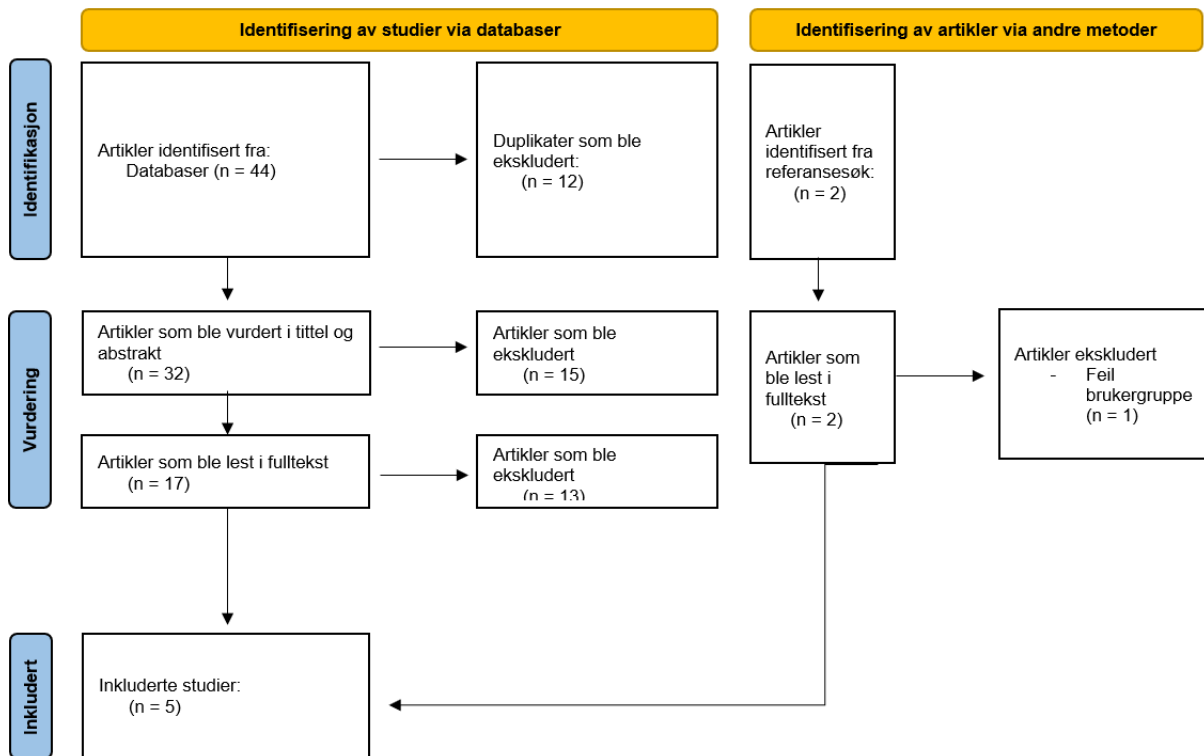 Identifisering av studier via databaser
Identifisering av artikler via andre metoder
Identifikasjon
Artikler identifisert fra:
Databaser (n = 44)
Duplikater som ble
ekskludert:
(n = 12)
Artikler
identifisert fra
referansesøk:
(n = 2)
Vurdering
Artikler som ble vurdert i tittel og
abstrakt
(n = 32)
Artikler som ble
ekskludert
(n = 15)
Artikler som
ble lest i
fulltekst
(n = 2)
Artikler ekskludert
- Feil
brukergruppe
(n = 1)
Artikler som ble lest i fulltekst
(n = 17)
Artikler som ble
ekskludert
(n = 13)
Inkludert
Inkluderte studier:
(n = 5)